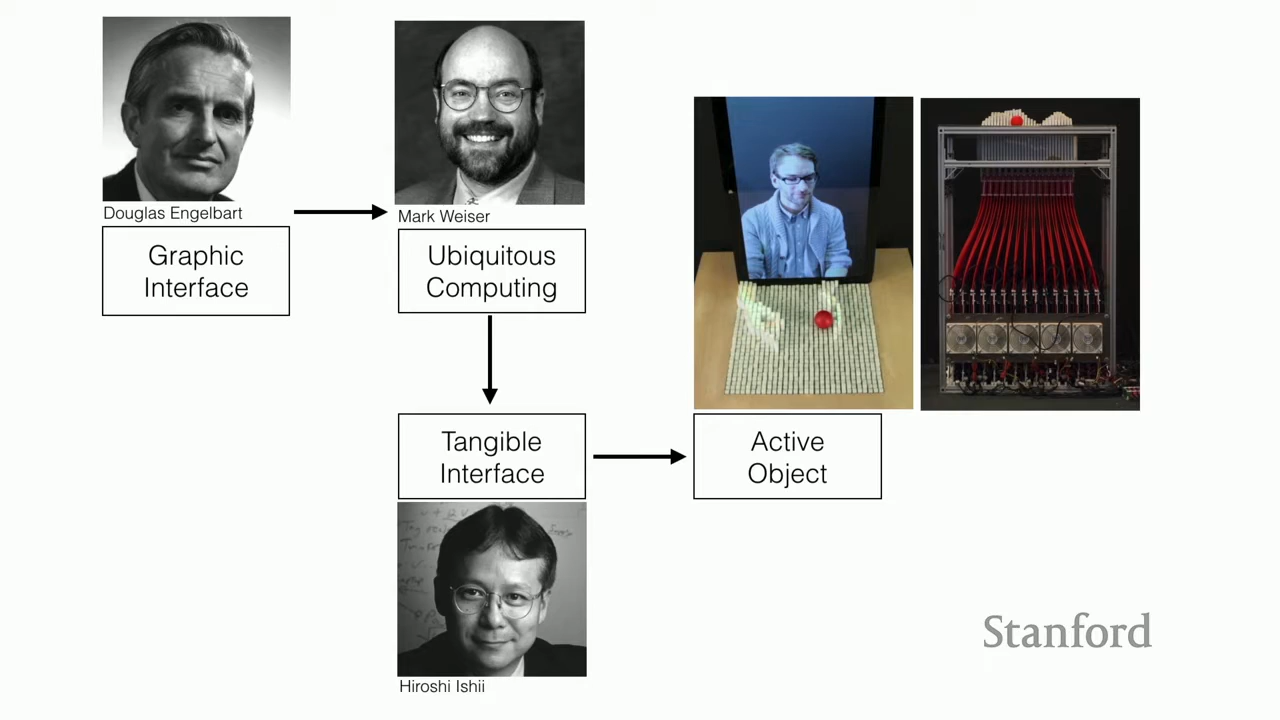 Douglas Engelbart
Graphic
Interface
Mark Weiser
Ubiquitous
Computing
Tangible
Interface
Hiroshi Ishii
Active
Object
Stanford